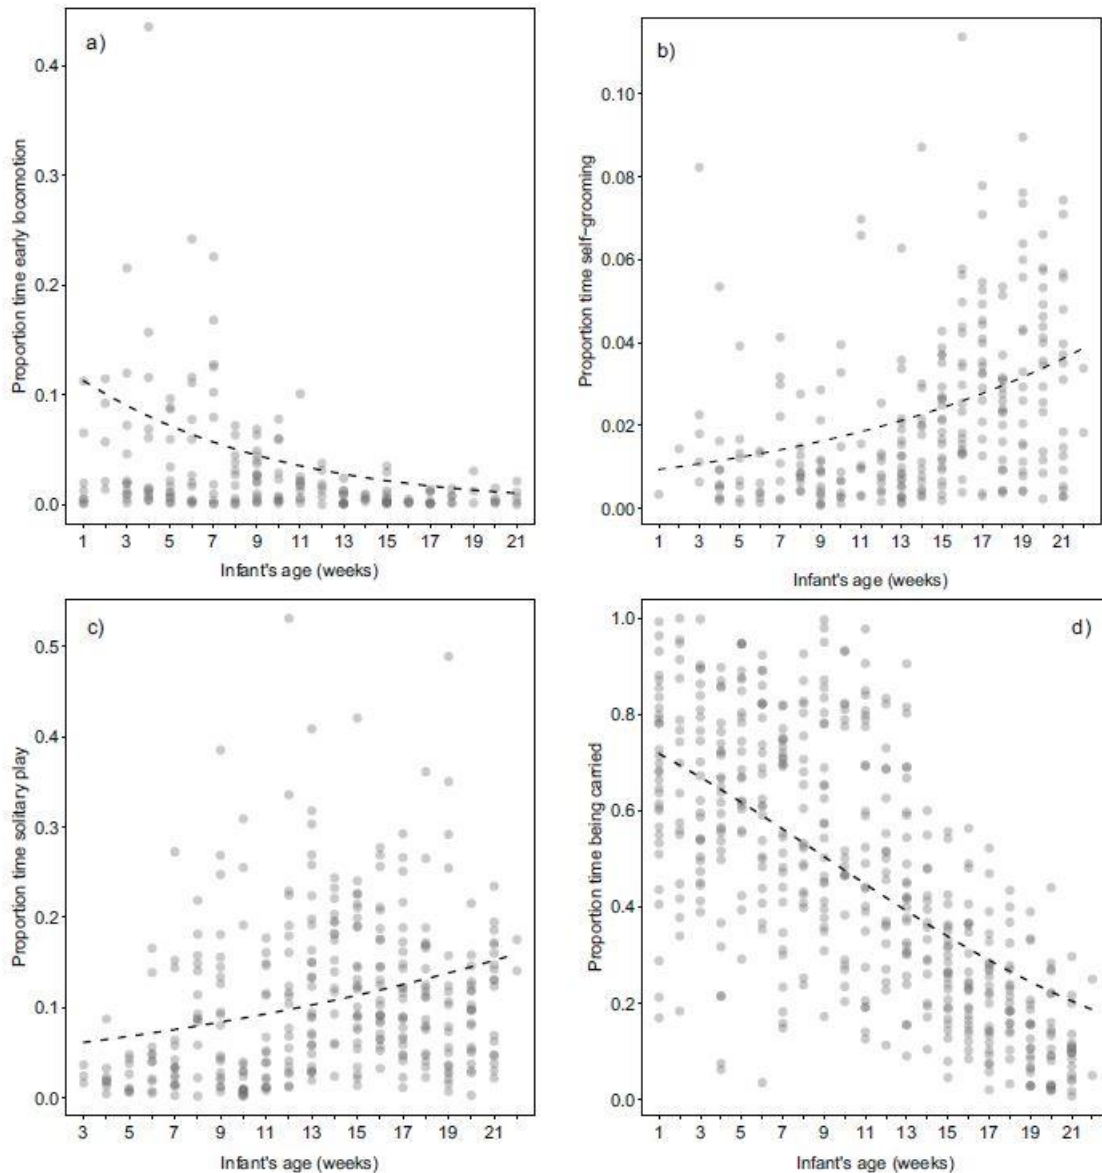 a)
Proportion time early locomotion
0.4
0.3
0.2
0.1
0.0
1 3 5 7 9 11 13 15 17 19 21
Infant's age (weeks)
b)
Proportion time self-grooming
0.10
0.08
0.06
0.04
0.02
0.00
1 3 5 7 9 11 13 15 17 19 21
Infant's age (weeks)
c)
Proportion time solitary play
0.5
0.4
0.3
0.2
0.1
0.0
3 5 7 9 11 13 15 17 19 21
Infant's age (weeks)
d)
Proportion time being carried
1.0
0.8
0.6
0.4
0.2
0.0
1 3 5 7 9 11 13 15 17 19 21
Infant's age (weeks)